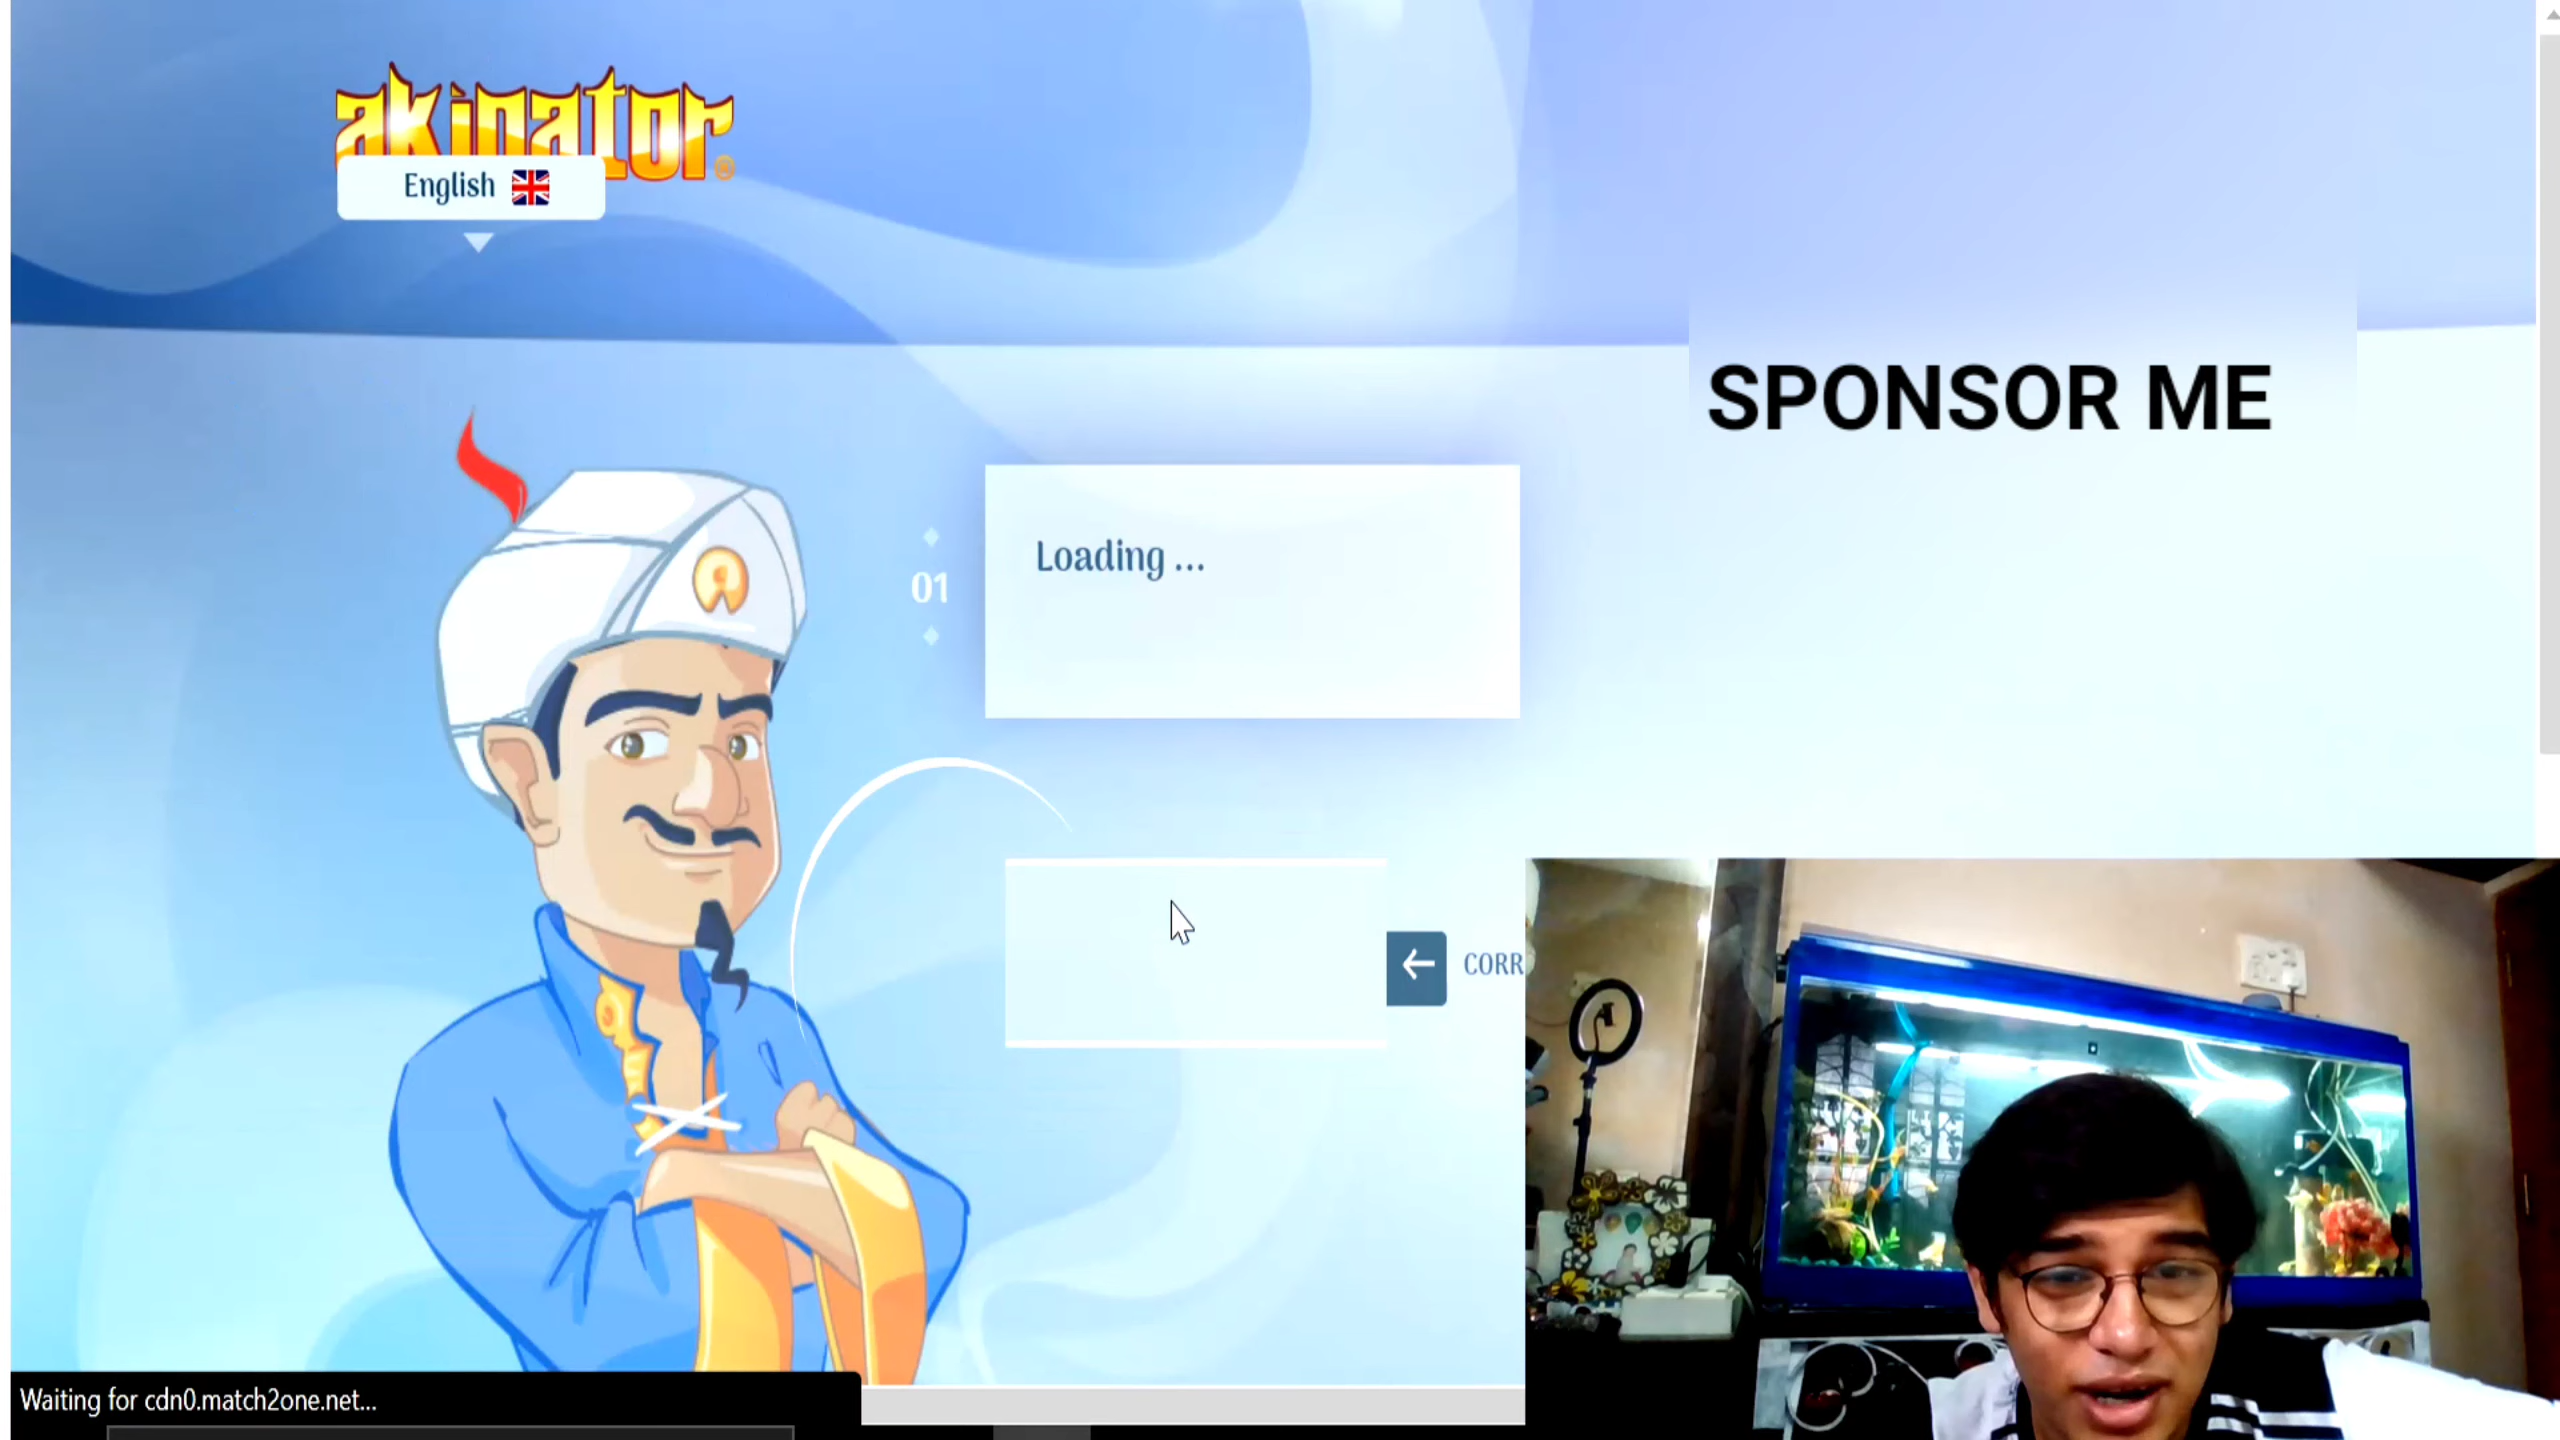 akinator®
English
SPONSOR ME
Loading ...
01
CORR
Waiting for cdn0.match2one.net...